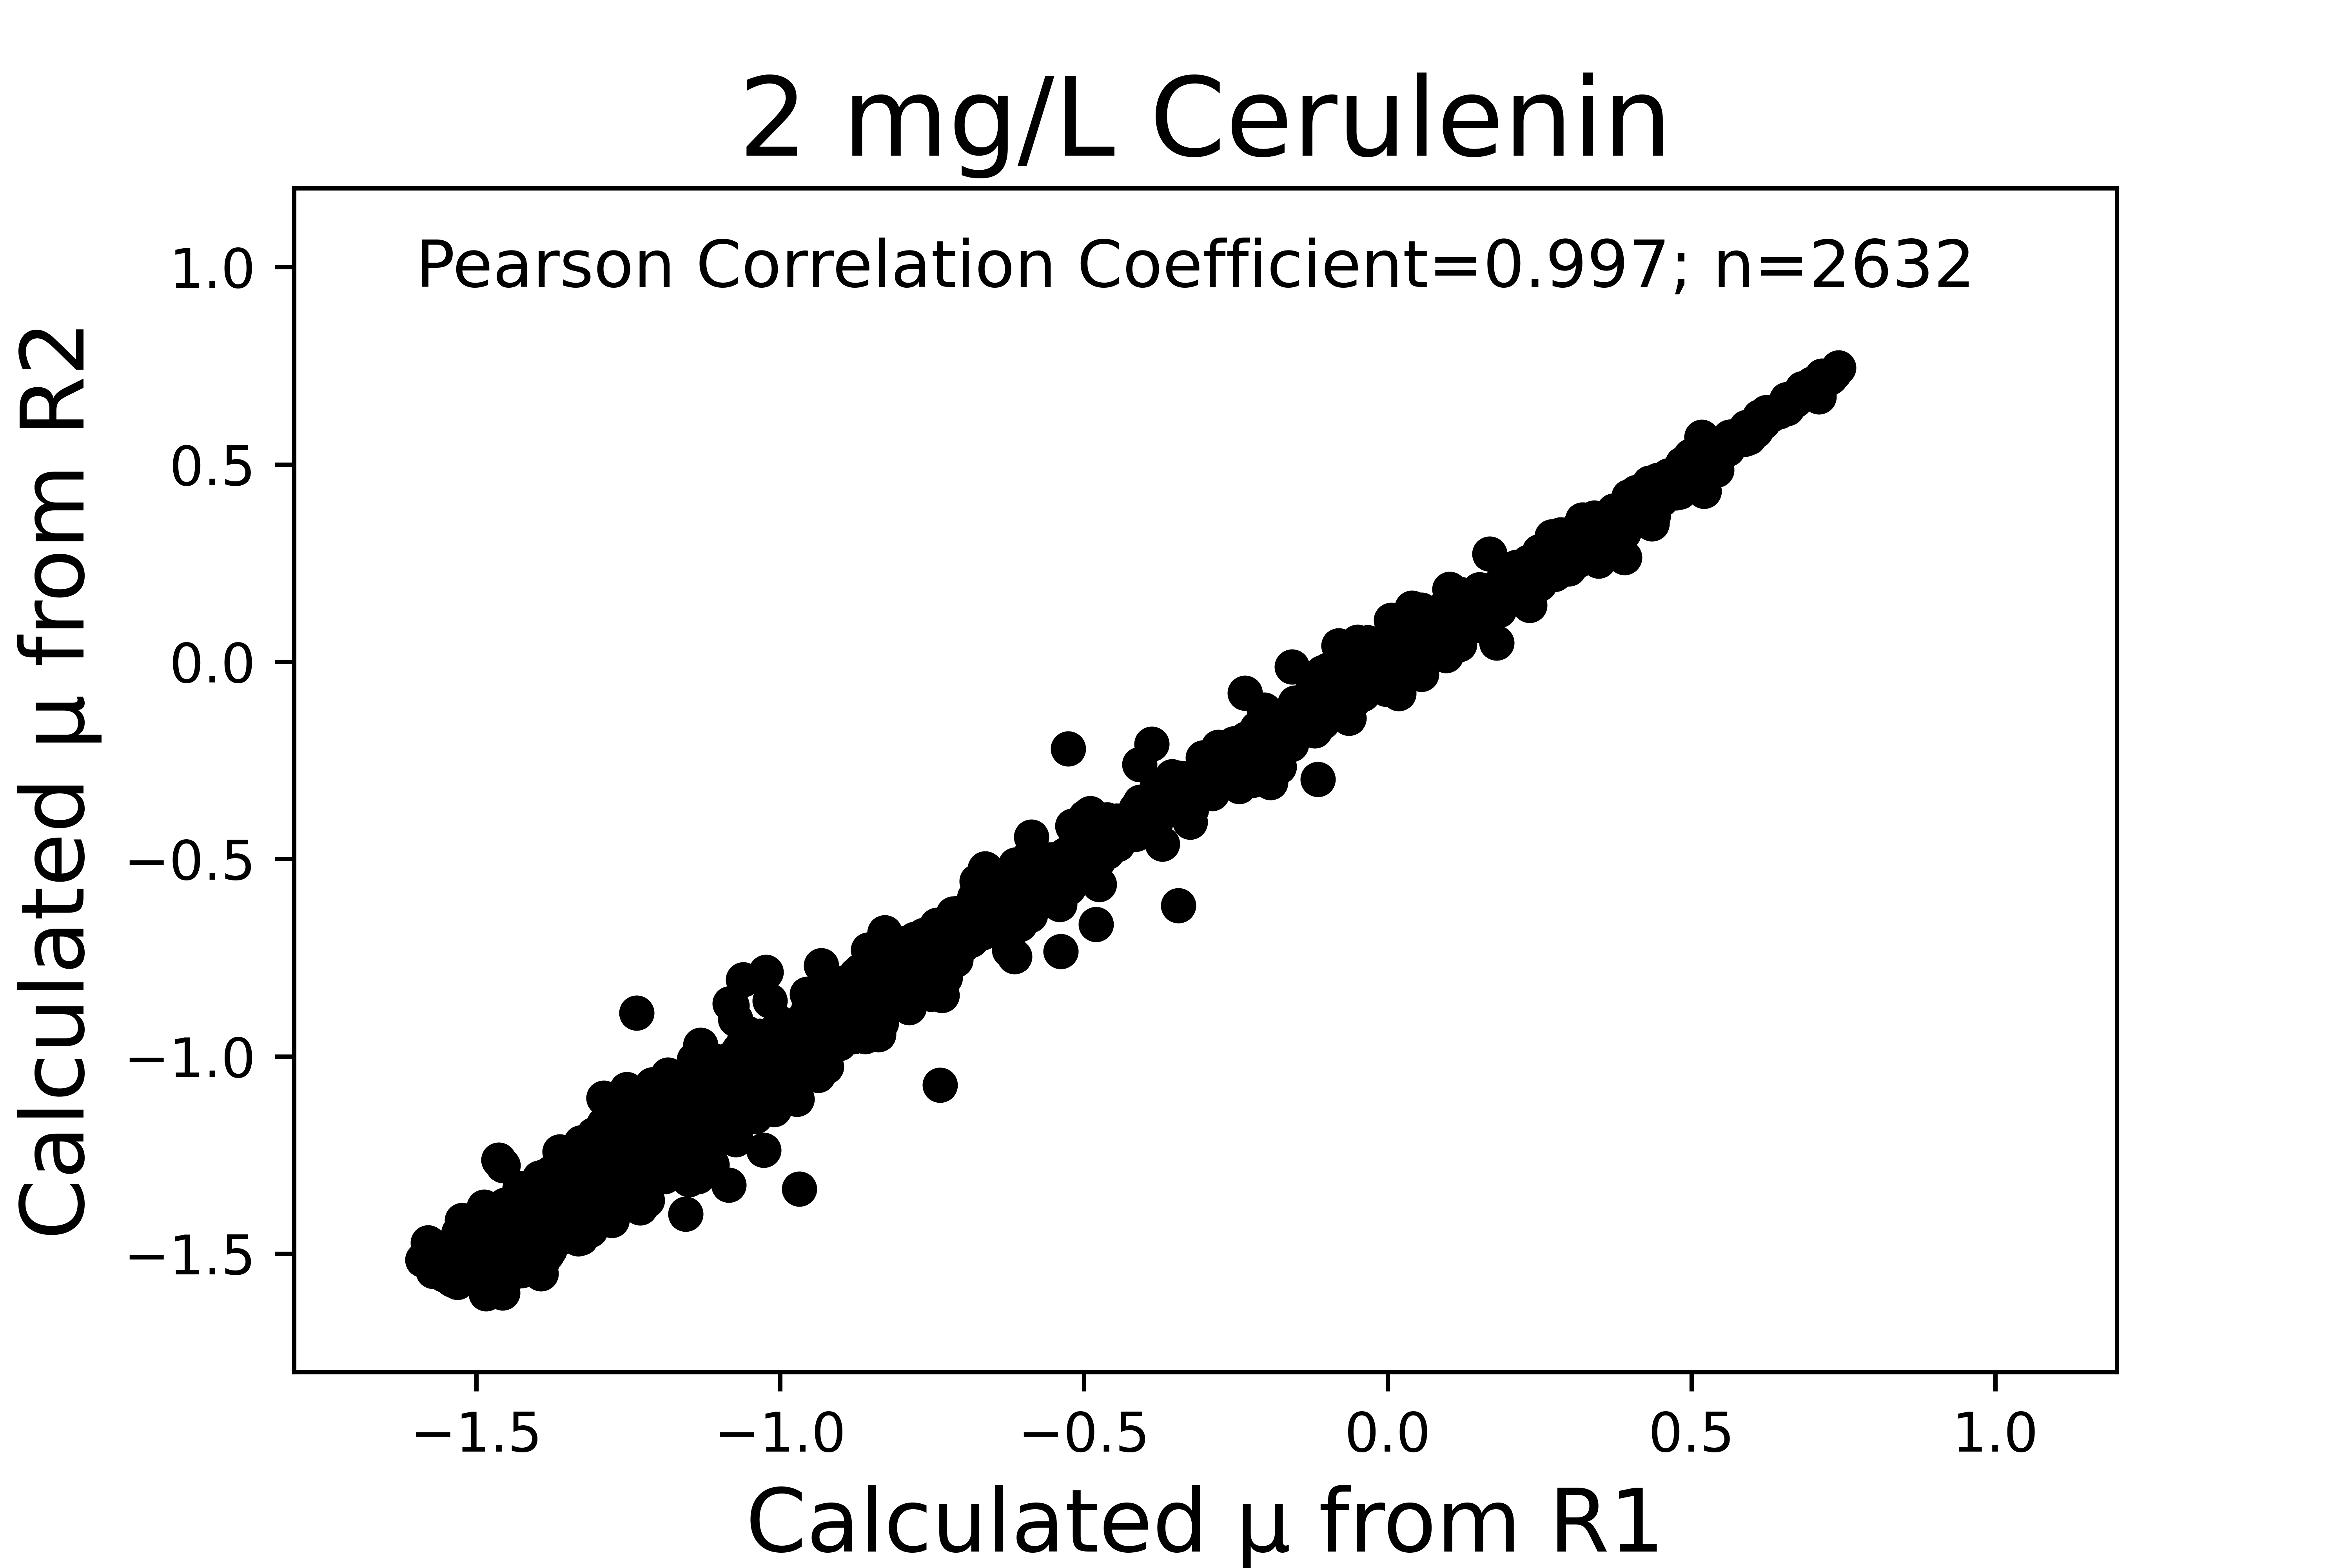 2 mg/L Cerulenin
Pearson Correlation Coefficient=0.997; n=2632
Calculated µ from R2
1.0
0.5
0.0
−0.5
−1.0
−1.5
−1.5 −1.0 −0.5 0.0 0.5 1.0
Calculated µ from R1